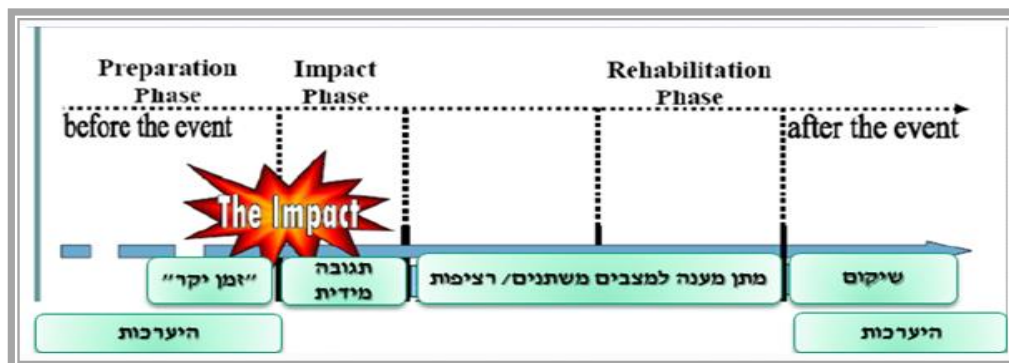 Preparation
Phase
Impact
Phase
Rehabilitation
Phase
before the event
after the event
The Impact
"זמן יקר"
תגובה
מידית
מתן מענה למצבים משתנים/ רציפות
שיקום
היערכות
היערכות